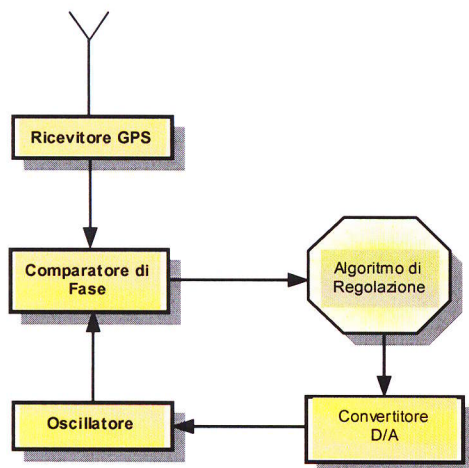 Ricevitore GPS
Comparatore di
Fase
Algoritmo di
Regolazione
Oscillatore
Convertitore
D/A